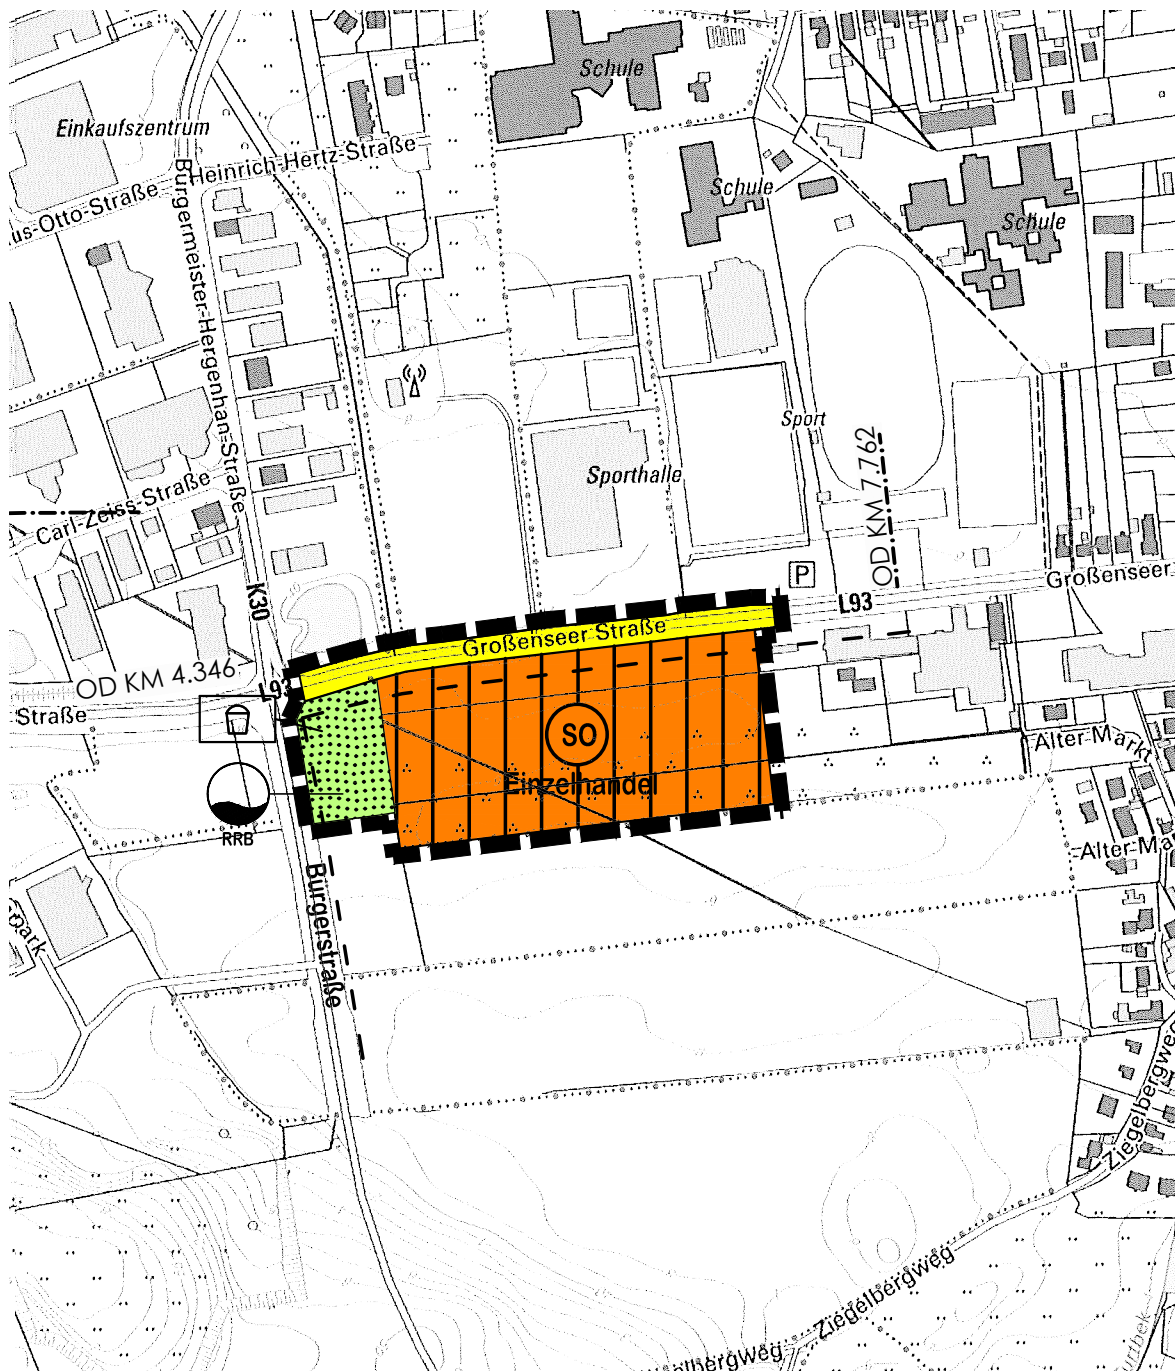 Schule
Einkaufszentrum
Heinrich-Hertz-Straße
Schule
us-Otto-Straße
Schule
Bürgermeister-Hergenhan-Straße
Sport
OD KM 7.762
Sporthalle
Carl-Zeiss-Straße
P
Großenseer
K30
L93
Großenseer Straße
OD KM 4.346
L93
Straße
SO
Alter Markt
Einzelhandel
RRB
Alter Ma
Bürgerstraße
park
Ziegelbergweg
Ziegelbergweg
elbergweg